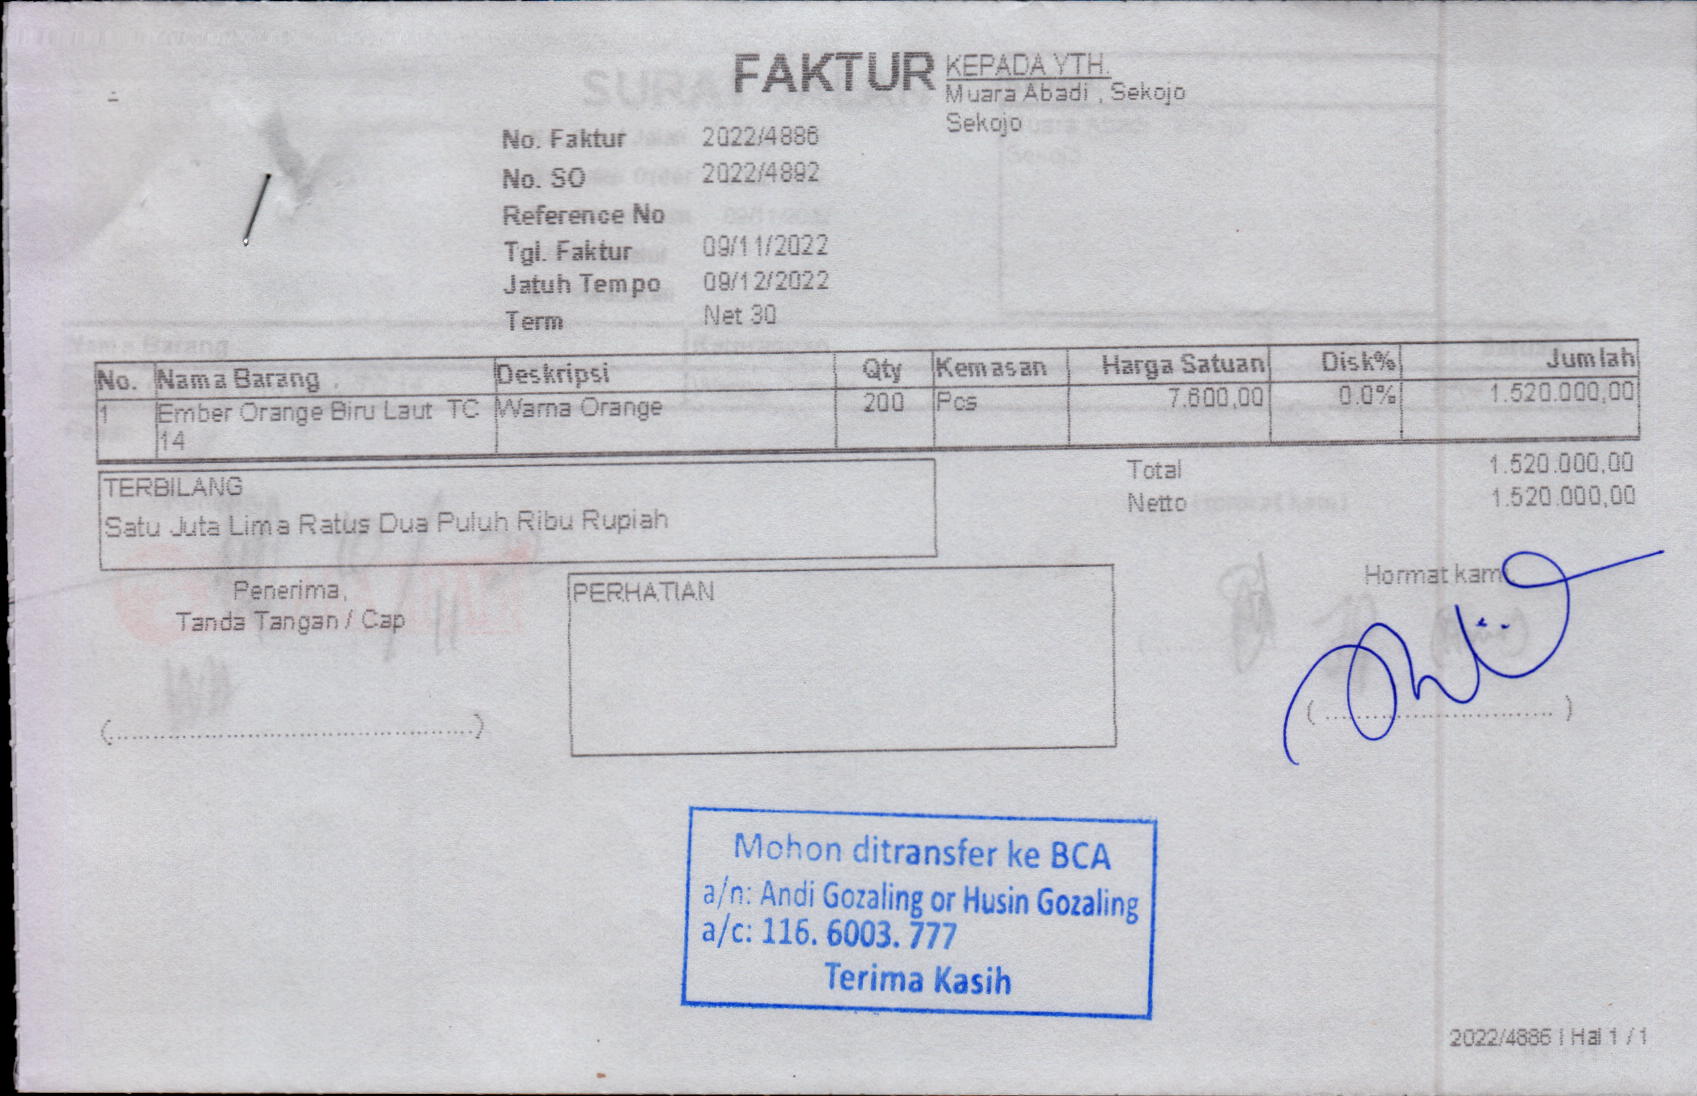 FAKTUR
KEPADA YTH.
Muara Abadi , Sekojo
Sekojo
No. Faktur 2022/4886
No. SO 2022/4892
Reference No
Tgl. Faktur 09/11/2022
Jatuh Tempo 09/12/2022
Term Net 30
No. Nama Barang Deskripsi Qty Kemasan Harga Satuan Disk% Jumlah
1 Ember Orange Biru Laut TC Warna Orange 200 Pcs 7.600,00 0.0% 1.520.000,00
14
Total 1.520.000,00
Netto 1.520.000,00
TERBILANG
Satu Juta Lima Ratus Dua Puluh Ribu Rupiah
Penerima,
Tanda Tangan / Cap
(............................................)
PERHATIAN
Hormat kami
(............................)
Mohon ditransfer ke BCA
a/n: Andi Gozaling or Husin Gozaling
a/c: 116. 6003. 777
Terima Kasih
2022/4886 | Hal 1 / 1